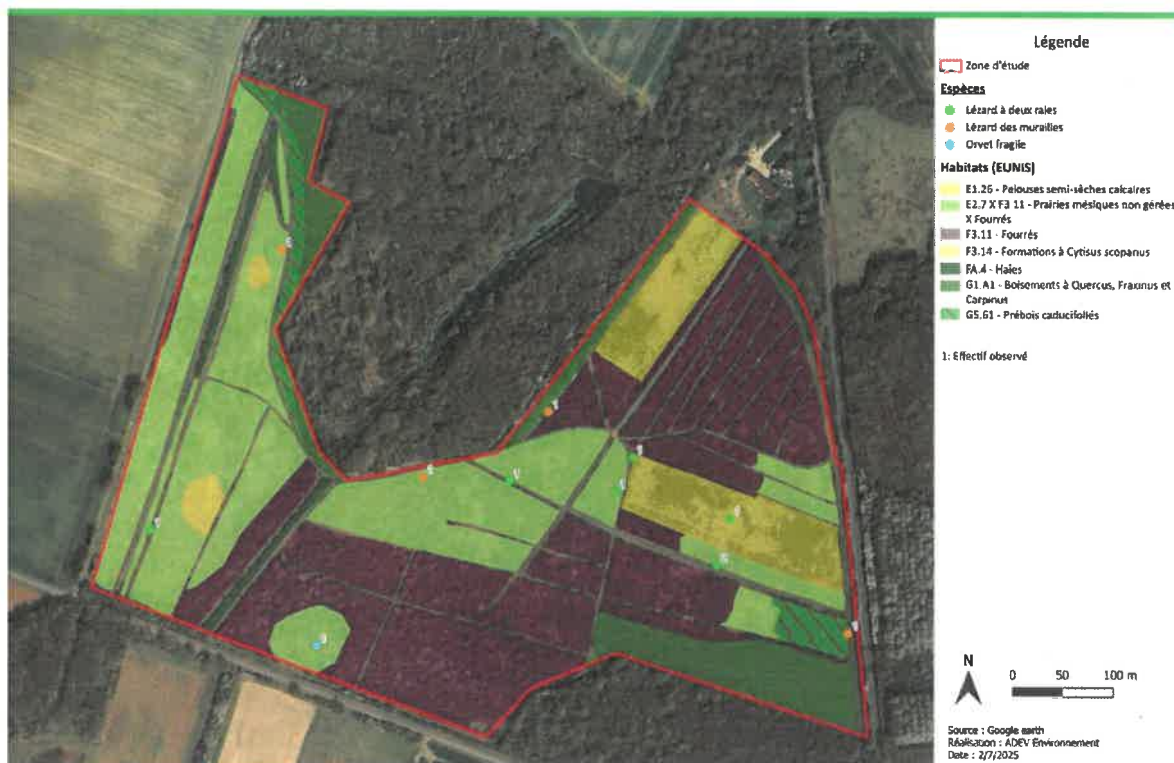 Légende
Zone d'étude
Espèces
Lézard à deux raies
Lézard des murailles
Orvet fragile
Habitats (EUNIS)
E1.26 - Pelouses semi-sèches calcaires
E2.7 X F3 11 - Prairies mésiques non gérées
X Fourrés
F3.11 - Fourrés
F3.14 - Formations à Cytisus scoparius
FA.4 - Haies
G1.A1 - Boisements à Quercus, Fraxinus et
Carpinus
G5.61 - Prébois caducifoliés
1: Effectif observé
N
0 50 100 m
Source : Google earth
Réalisation : ADEV Environnement
Date : 2/7/2025